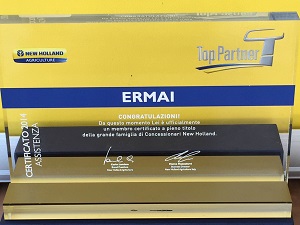 NEW HOLLAND
AGRICULTURE
Top Partner
ERMAI
CONGRATULAZIONI!
Da questo momento Lei è ufficialmente
un membro certificato a pieno titolo
della grande famiglia di Concessionari New Holland.
CERTIFICATO 2014
ASSISTENZA